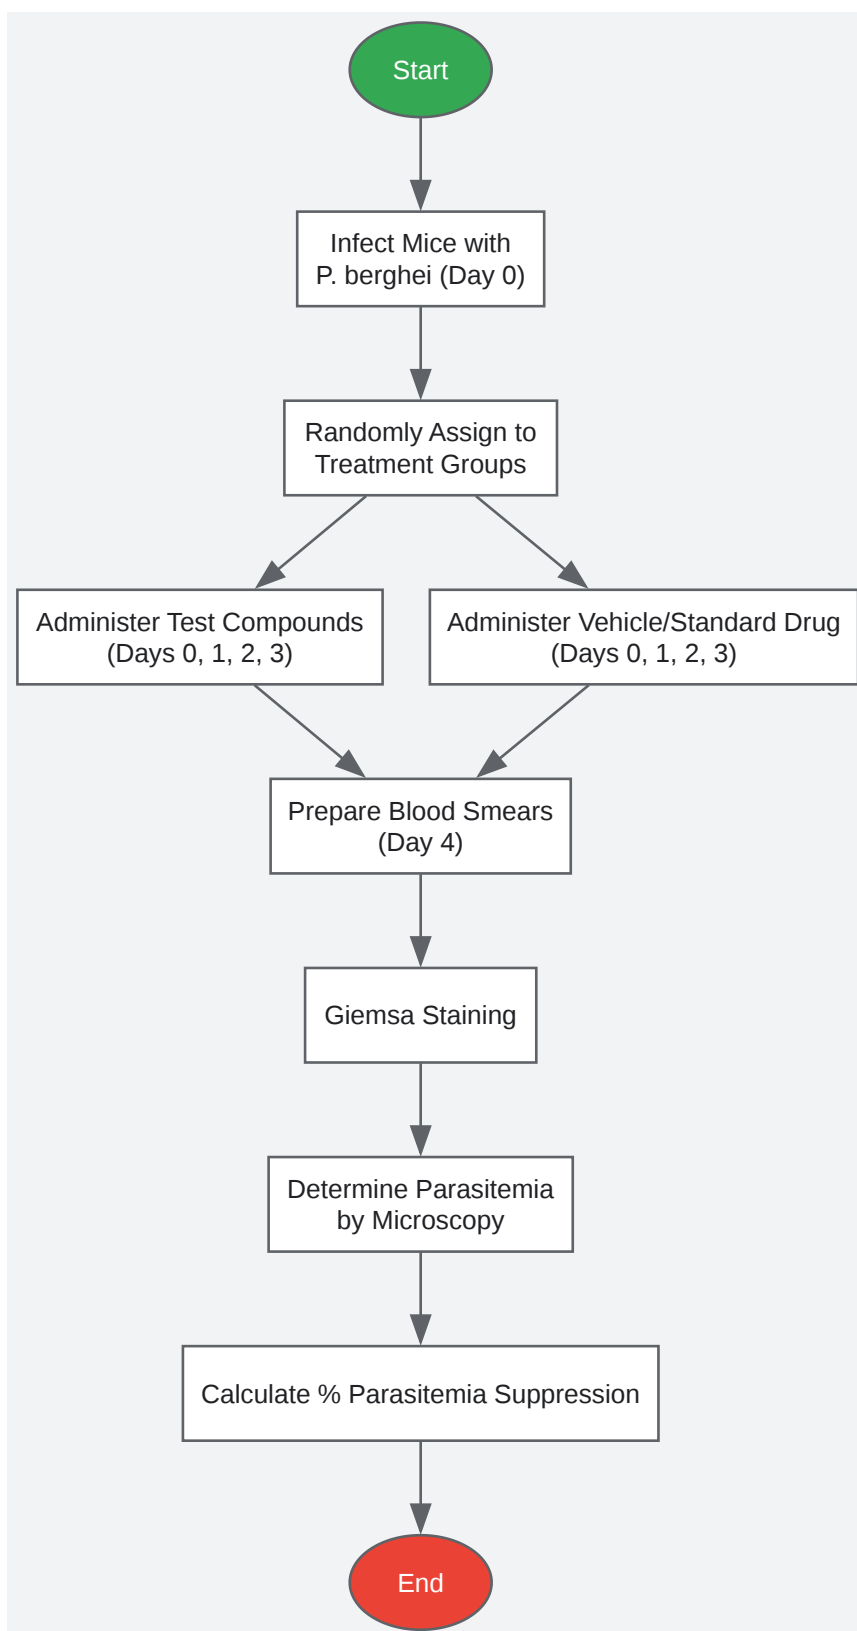 Start
Infect Mice with
P. berghei (Day 0)
Randomly Assign to
Treatment Groups
Administer Test Compounds
(Days 0, 1, 2, 3)
Administer Vehicle/Standard Drug
(Days 0, 1, 2, 3)
Prepare Blood Smears
(Day 4)
Giemsa Staining
Determine Parasitemia
by Microscopy
Calculate % Parasitemia Suppression
End